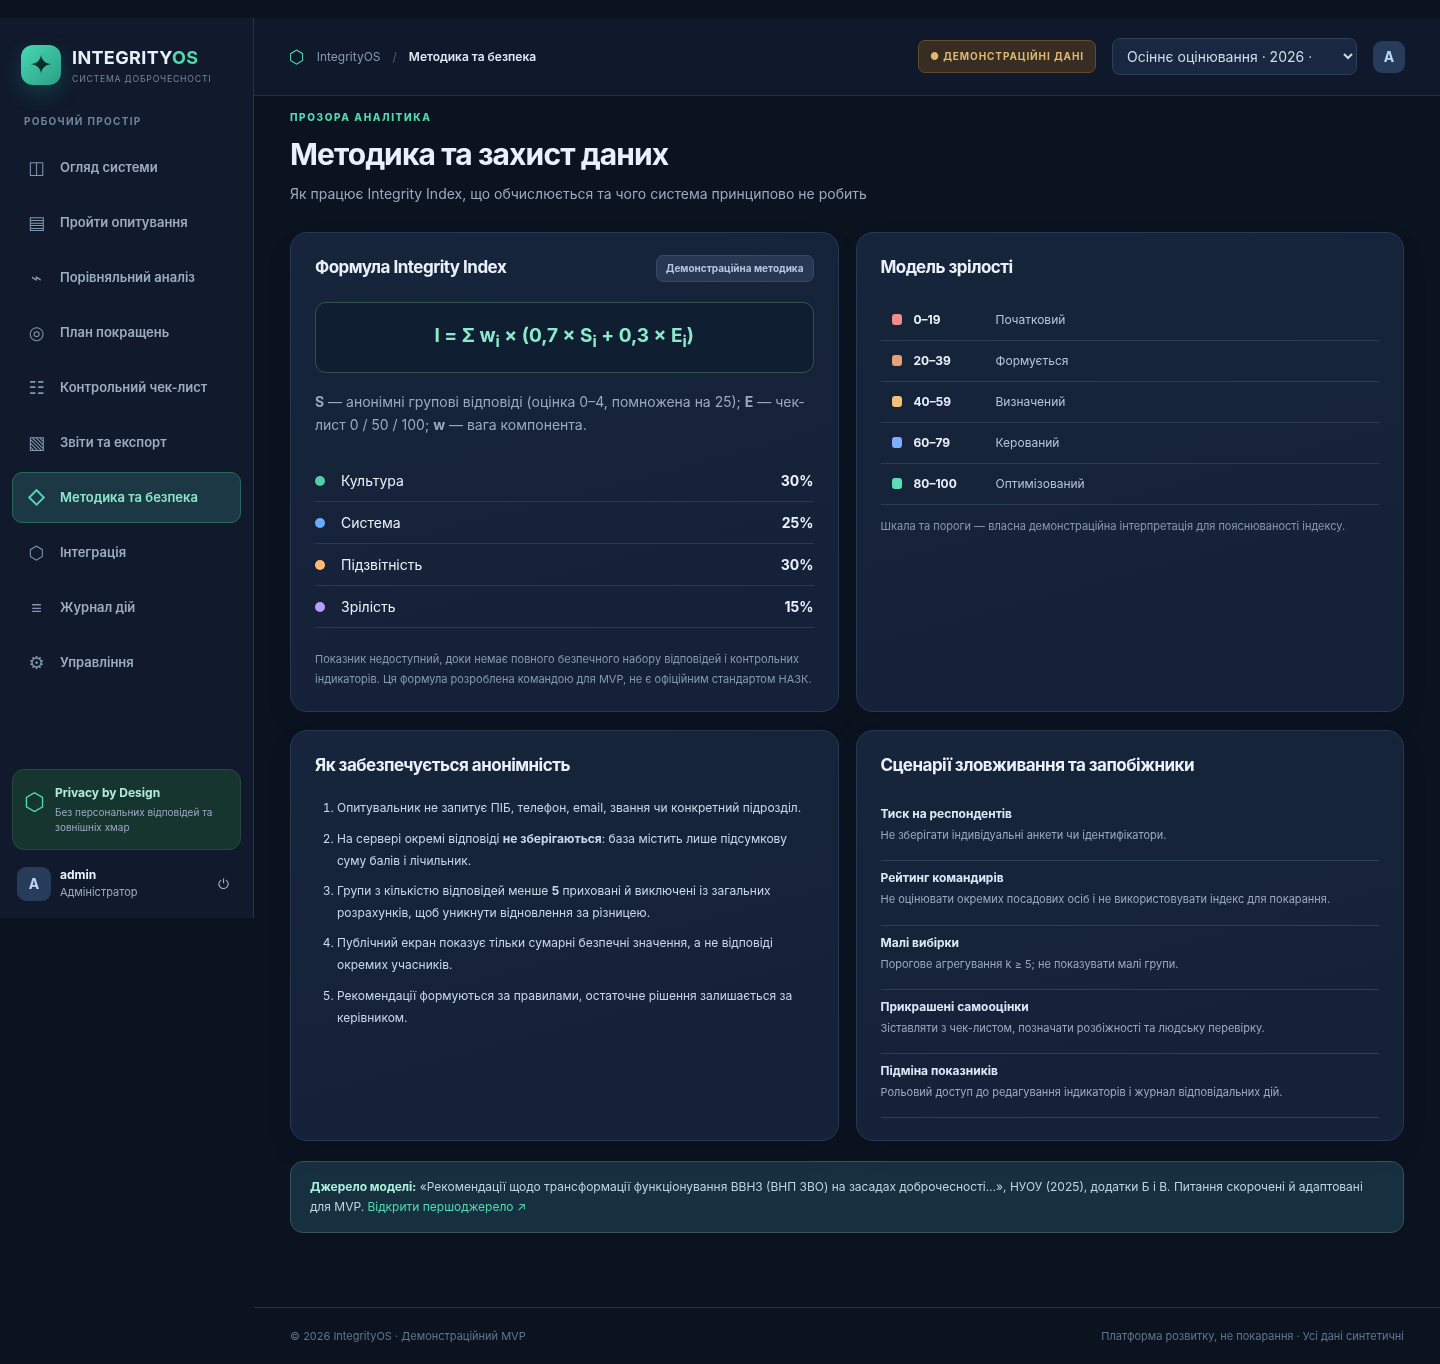 INTEGRITYOS
СИСТЕМА ДОБРОЧЕСНОСТІ
РОБОЧИЙ ПРОСТІР
Огляд системи
Пройти опитування
Порівняльний аналіз
План покращень
Контрольний чек-лист
Звіти та експорт
Методика та безпека
Інтеграція
Журнал дій
Управління
Privacy by Design
Без персональних відповідей та
зовнішніх хмар
A
admin
Адміністратор
IntegrityOS / Методика та безпека
ДЕМОНСТРАЦІЙНІ ДАНІ
Осіннє оцінювання · 2026 ·
A
ПРОЗОРА АНАЛІТИКА
Методика та захист даних
Як працює Integrity Index, що обчислюється та чого система принципово не робить
Формула Integrity Index
Демонстраційна методика
I = Σ wi × (0,7 × Si + 0,3 × Ei)
S — анонімні групові відповіді (оцінка 0–4, помножена на 25); E — чек-
лист 0 / 50 / 100; w — вага компонента.
Культура 30%
Система 25%
Підзвітність 30%
Зрілість 15%
Показник недоступний, доки немає повного безпечного набору відповідей і контрольних
індикаторів. Ця формула розроблена командою для MVP, не є офіційним стандартом НАЗК.
Модель зрілості
0–19 Початковий
20–39 Формується
40–59 Визначений
60–79 Керований
80–100 Оптимізований
Шкала та пороги — власна демонстраційна інтерпретація для пояснюваності індексу.
Як забезпечується анонімність
1. Опитувальник не запитує ПІБ, телефон, email, звання чи конкретний підрозділ.
2. На сервері окремі відповіді не зберігаються: база містить лише підсумкову
суму балів і лічильник.
3. Групи з кількістю відповідей менше 5 приховані й виключені із загальних
розрахунків, щоб уникнути відновлення за різницею.
4. Публічний екран показує тільки сумарні безпечні значення, а не відповіді
окремих учасників.
5. Рекомендації формуються за правилами, остаточне рішення залишається за
керівником.
Сценарії зловживання та запобіжники
Тиск на респондентів
Не зберігати індивідуальні анкети чи ідентифікатори.
Рейтинг командирів
Не оцінювати окремих посадових осіб і не використовувати індекс для покарання.
Малі вибірки
Порогове агрегування k ≥ 5; не показувати малі групи.
Прикрашені самооцінки
Зіставляти з чек-листом, позначати розбіжності та людську перевірку.
Підміна показників
Рольовий доступ до редагування індикаторів і журнал відповідальних дій.
Джерело моделі: «Рекомендації щодо трансформації функціонування ВВНЗ (ВНП ЗВО) на засадах доброчесності…», НУОУ (2025), додатки Б і В. Питання скорочені й адаптовані
для MVP. Відкрити першоджерело ↗
© 2026 IntegrityOS · Демонстраційний MVP
Платформа розвитку, не покарання · Усі дані синтетичні